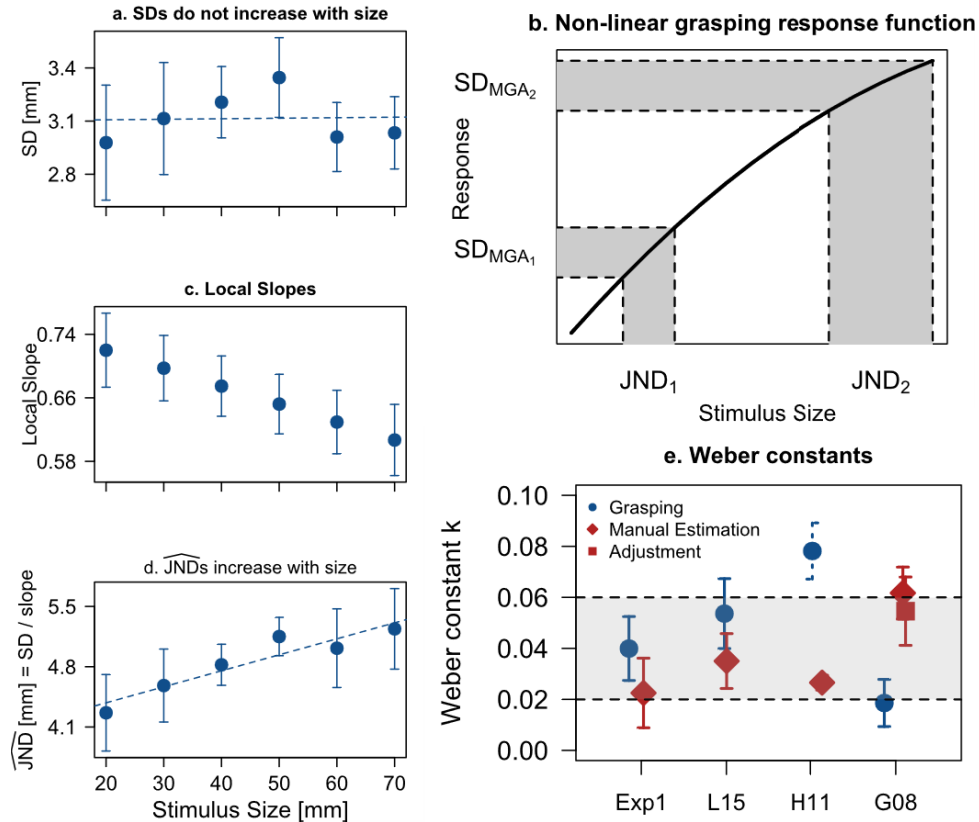 a. SDs do not increase with size
SD [mm]
3.4
3.1
2.8
b. Non-linear grasping response function
Response
SD_MGA₂
SD_MGA₁
JND₁
JND₂
Stimulus Size
c. Local Slopes
Local Slope
0.74
0.66
0.58
d. JNDs increase with size
JND [mm] = SD / slope
5.5
4.8
4.1
20 30 40 50 60 70
Stimulus Size [mm]
e. Weber constants
Weber constant k
0.10
0.08
0.06
0.04
0.02
0.00
Grasping
Manual Estimation
Adjustment
Exp1 L15 H11 G08